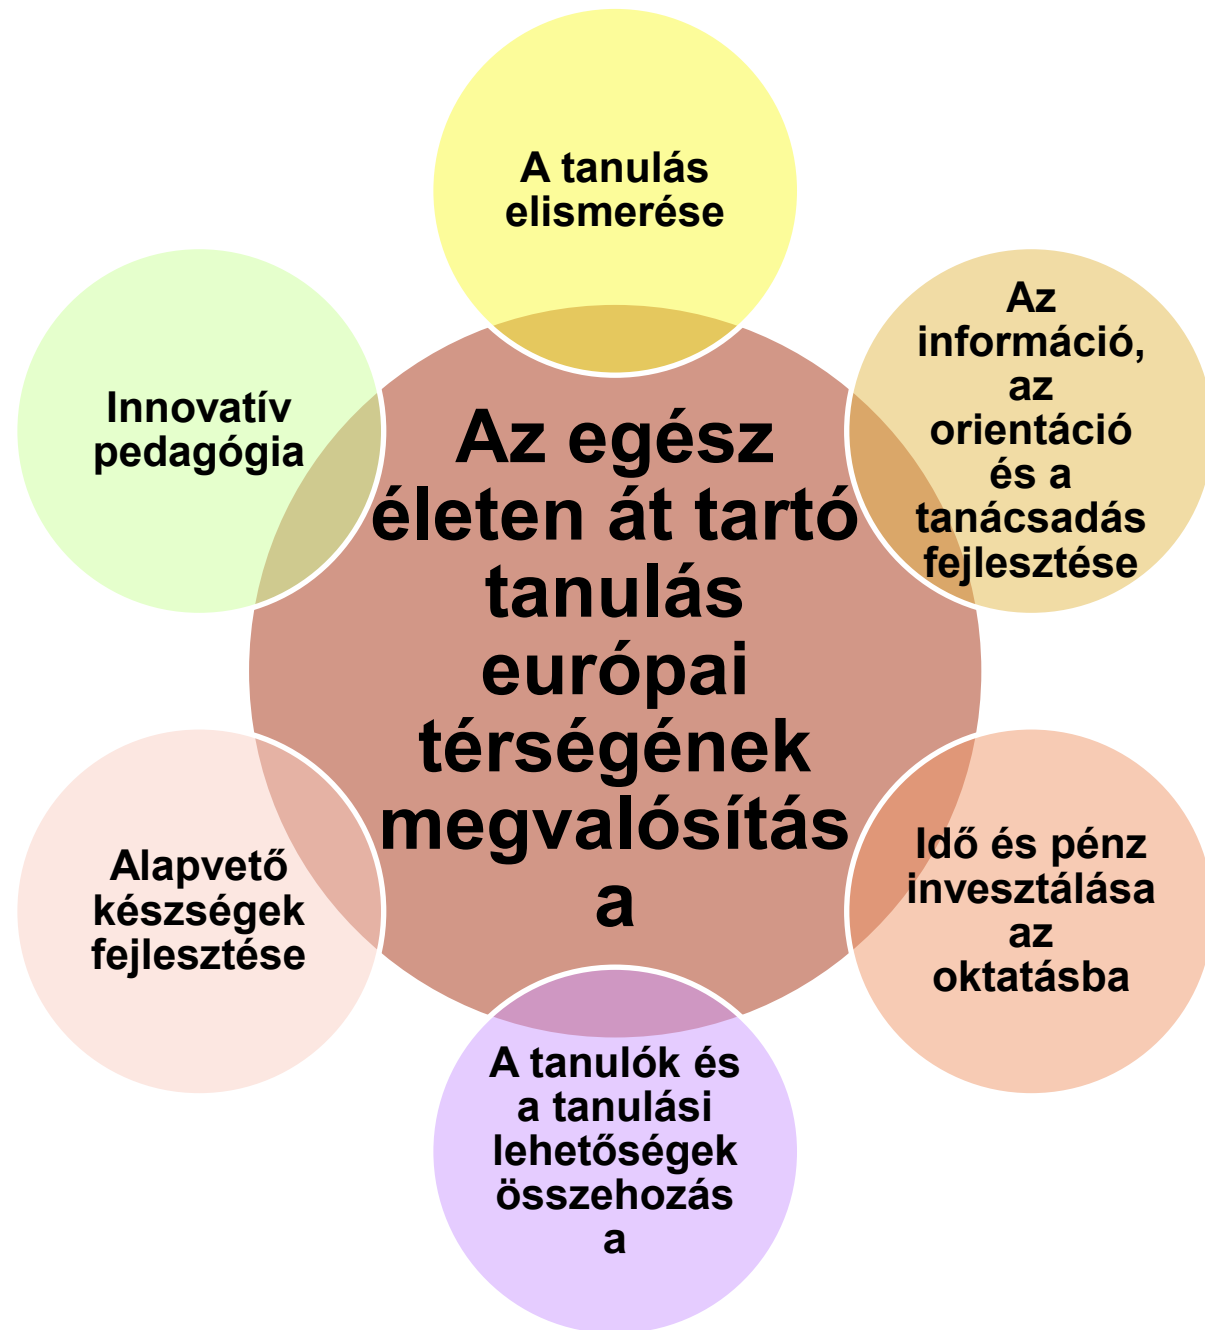 A tanulás
elismerése
Az
információ,
az
orientáció
és a
tanácsadás
fejlesztése
Innovatív
pedagógia
Az egész
életen át tartó
tanulás
európai
térségének
megvalósítás
a
Idő és pénz
invesztálása
az
oktatásba
Alapvető
készségek
fejlesztése
A tanulók és
a tanulási
lehetőségek
összehozás
a